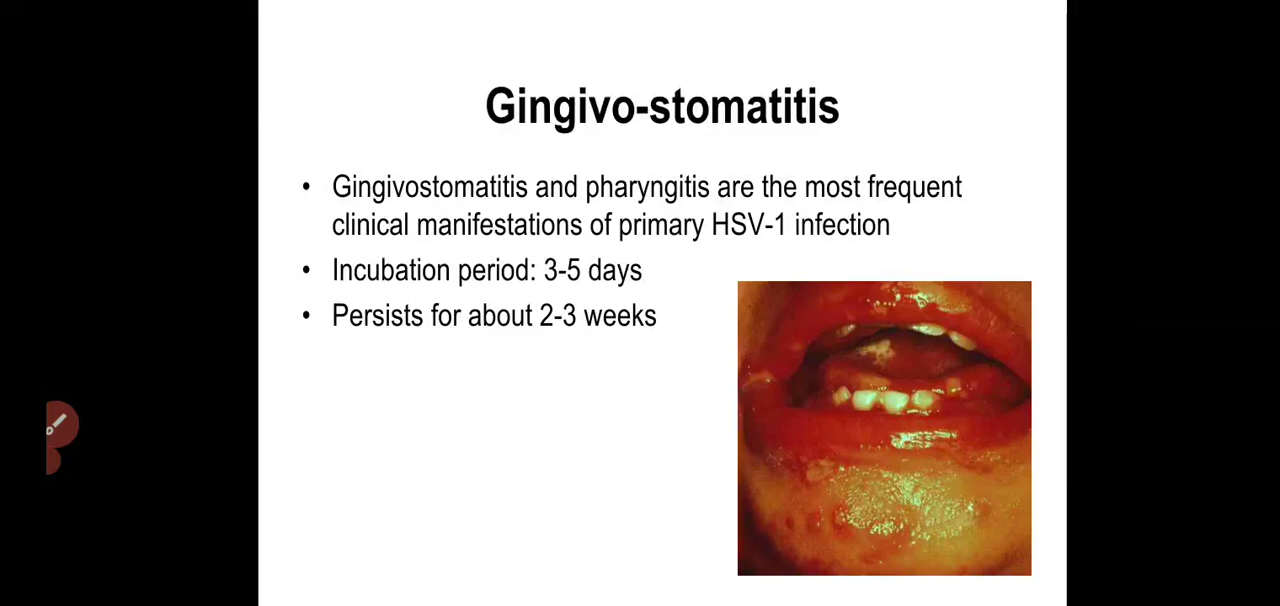 Gingivo-stomatitis
• Gingivostomatitis and pharyngitis are the most frequent
clinical manifestations of primary HSV-1 infection
• Incubation period: 3-5 days
• Persists for about 2-3 weeks